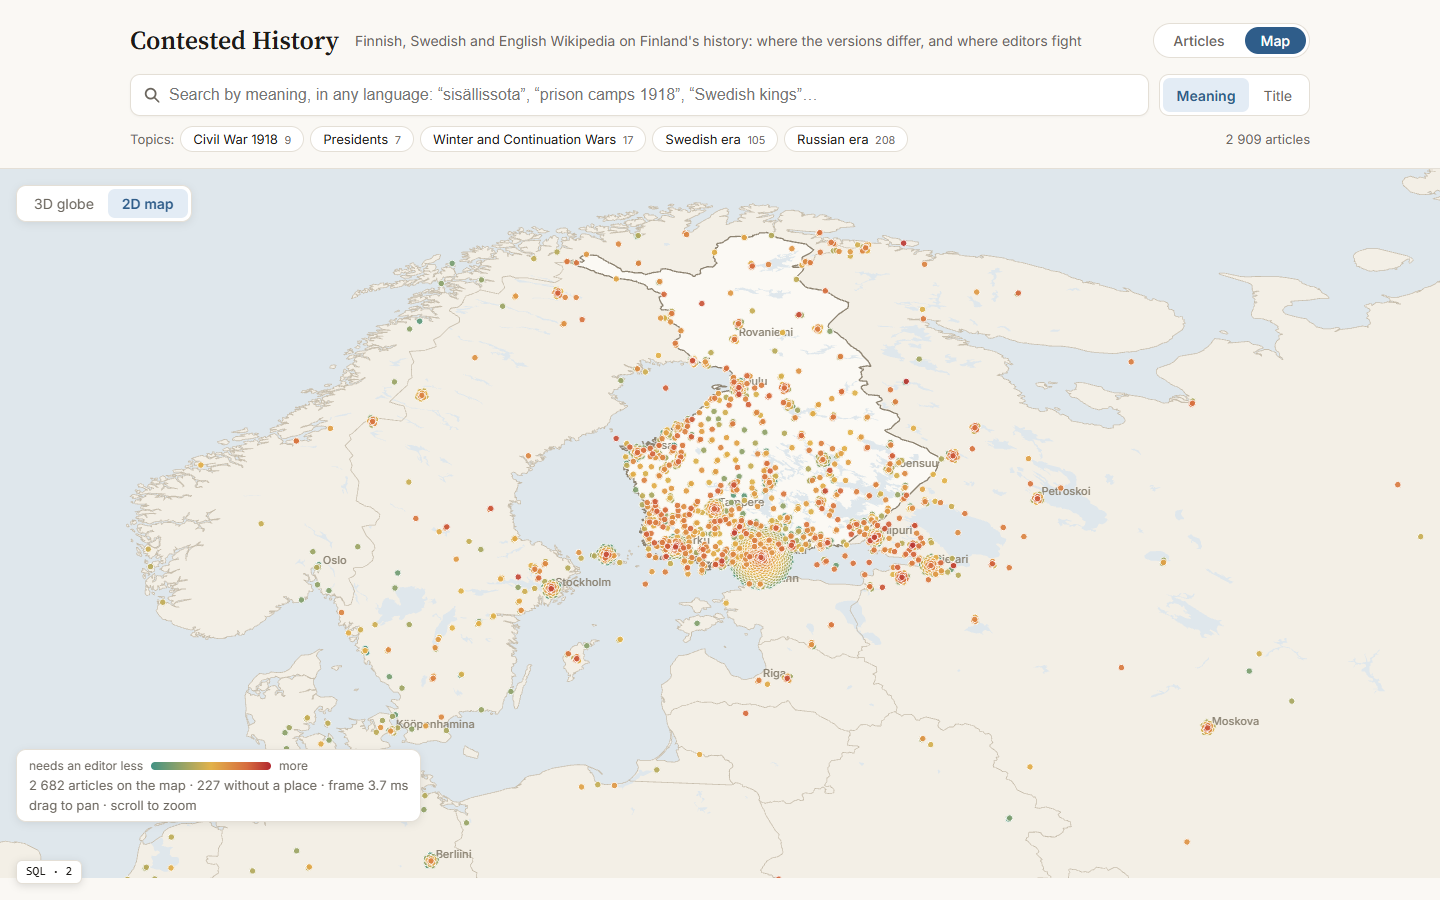 Contested History
Finnish, Swedish and English Wikipedia on Finland's history: where the versions differ, and where editors fight
Articles
Map
Search by meaning, in any language: “sisällissota”, “prison camps 1918”, “Swedish kings”…
Meaning
Title
Topics:
Civil War 1918 9
Presidents 7
Winter and Continuation Wars 17
Swedish era 105
Russian era 208
2 909 articles
3D globe
2D map
Rovaniemi
Petroskoi
Oslo
Stockholm
Riga
Kööpenhamina
Moskova
Berliini
needs an editor less
more
2 682 articles on the map · 227 without a place · frame 3.7 ms
drag to pan · scroll to zoom
SQL · 2